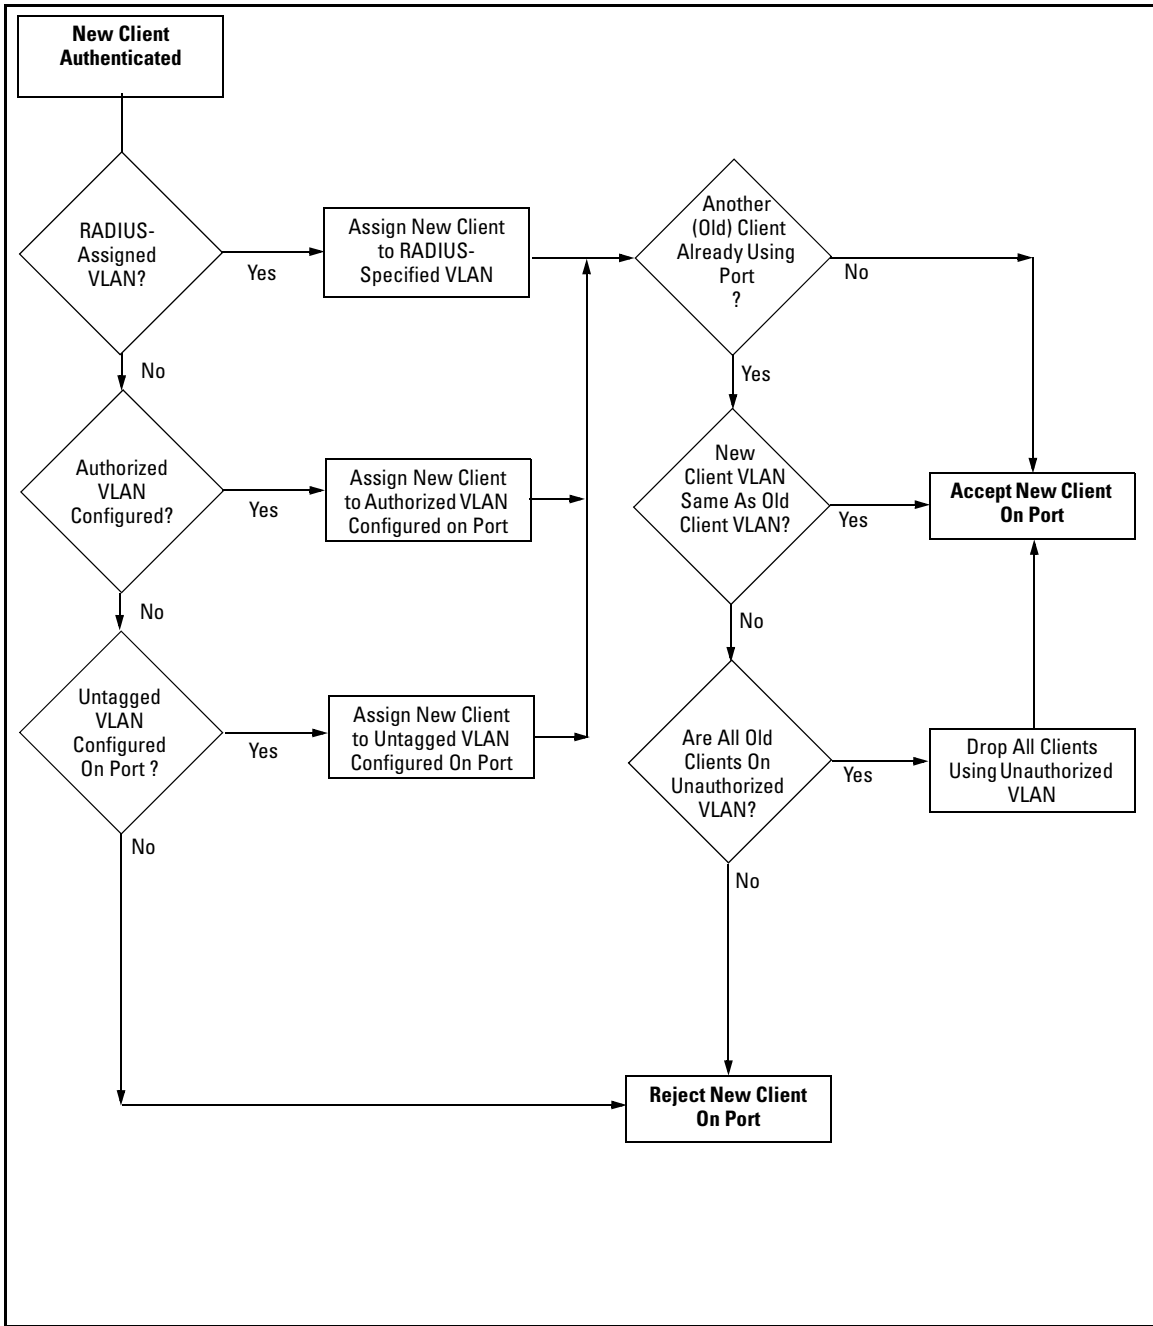 New Client
Authenticated
RADIUS-
Assigned
VLAN?
Yes
Assign New Client
to RADIUS-
Specified VLAN
Another
(Old) Client
Already Using
Port
?
No
No
Yes
Authorized
VLAN
Configured?
Yes
Assign New Client
to Authorized VLAN
Configured on Port
New
Client VLAN
Same As Old
Client VLAN?
Yes
Accept New Client
On Port
No
No
Untagged
VLAN
Configured
On Port ?
Yes
Assign New Client
to Untagged VLAN
Configured On Port
Are All Old
Clients On
Unauthorized
VLAN?
Yes
Drop All Clients
Using Unauthorized
VLAN
No
No
Reject New Client
On Port